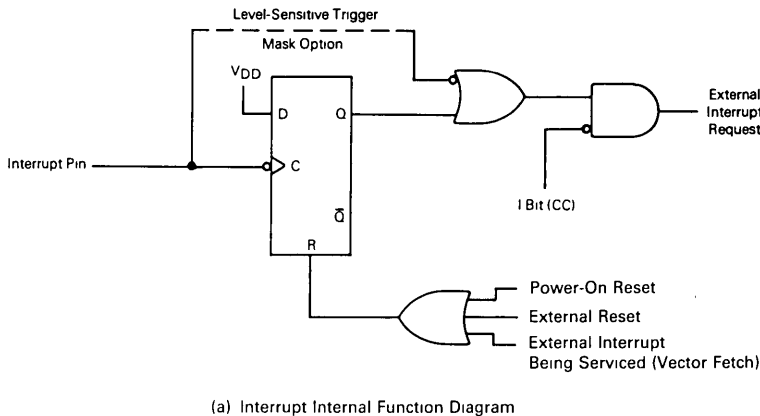 Level-Sensitive Trigger
Mask Option
VDD
D
Q
Interrupt Pin
C
Q̅
R
External
Interrupt
Request
I Bit (CC)
Power-On Reset
External Reset
External Interrupt
Being Serviced (Vector Fetch)
(a) Interrupt Internal Function Diagram